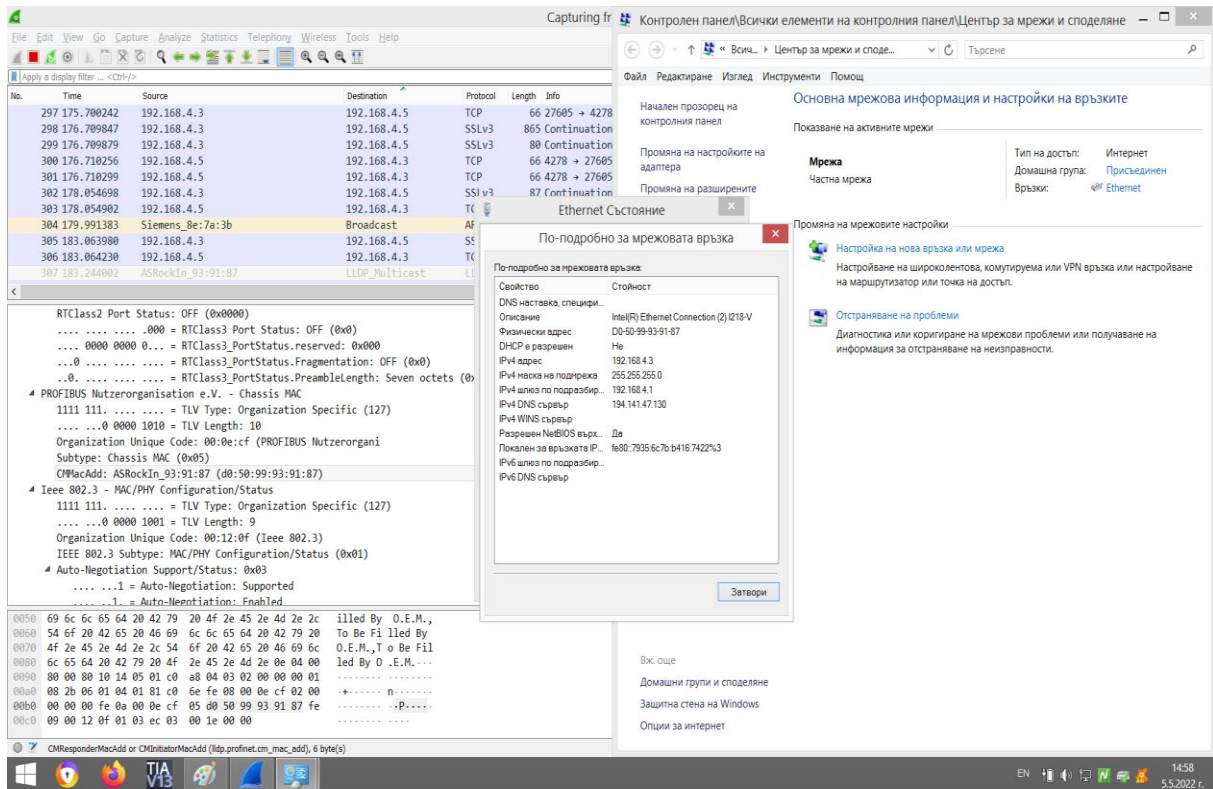 Capturing fr
File Edit View Go Capture Analyze Statistics Telephony Wireless Tools Help
Apply a display filter ... <Ctrl-/>
No. Time Source Destination Protocol Length Info
297 175.700242 192.168.4.3 192.168.4.5 TCP 66 27605 → 4278
298 176.709847 192.168.4.3 192.168.4.5 SSLv3 865 Continuation
299 176.709879 192.168.4.3 192.168.4.5 SSLv3 80 Continuation
300 176.710256 192.168.4.5 192.168.4.3 TCP 66 4278 → 27605
301 176.710299 192.168.4.5 192.168.4.3 TCP 66 4278 → 27605
302 178.054698 192.168.4.3 192.168.4.5 SSLv3 87 Continuation
303 178.054902 192.168.4.5 192.168.4.3 TC
304 179.991383 Siemens_8e:7a:3b Broadcast AF
305 183.063980 192.168.4.3 192.168.4.5 SS
306 183.064230 192.168.4.5 192.168.4.3 TC
307 183.244002 ASRockIn_93:91:87 LLDP_Multicast LL
RTClass2 Port Status: OFF (0x0000)
.... .... .... .000 = RTClass3 Port Status: OFF (0x0)
.... 0000 0000 0... = RTClass3_PortStatus.reserved: 0x000
...0 .... .... .... = RTClass3_PortStatus.Fragmentation: OFF (0x0)
..0. .... .... .... = RTClass3_PortStatus.PreambleLength: Seven octets (0x
PROFIBUS Nutzerorganisation e.V. - Chassis MAC
1111 111. .... .... = TLV Type: Organization Specific (127)
.... ...0 0000 1010 = TLV Length: 10
Organization Unique Code: 00:0e:cf (PROFIBUS Nutzerorgani
Subtype: Chassis MAC (0x05)
CMMacAdd: ASRockIn_93:91:87 (d0:50:99:93:91:87)
Ieee 802.3 - MAC/PHY Configuration/Status
1111 111. .... .... = TLV Type: Organization Specific (127)
.... ...0 0000 1001 = TLV Length: 9
Organization Unique Code: 00:12:0f (Ieee 802.3)
IEEE 802.3 Subtype: MAC/PHY Configuration/Status (0x01)
Auto-Negotiation Support/Status: 0x03
.... ...1 = Auto-Negotiation: Supported
.... ..1. = Auto-Negotiation: Enabled
0050 69 6c 6c 65 64 20 42 79 20 4f 2e 45 2e 4d 2e 2c illed By O.E.M.,
0060 54 6f 20 42 65 20 46 69 6c 6c 65 64 20 42 79 20 To Be Fi lled By
0070 4f 2e 45 2e 4d 2e 2c 54 6f 20 42 65 20 46 69 6c O.E.M.,T o Be Fil
0080 6c 65 64 20 42 79 20 4f 2e 45 2e 4d 2e 0e 04 00 led By O .E.M.···
0090 80 00 80 10 14 05 01 c0 a8 04 03 02 00 00 00 01 ········ ········
00a0 08 2b 06 01 04 01 81 c0 6e fe 08 00 0e cf 02 00 ·+······ n·······
00b0 00 00 00 fe 0a 00 0e cf 05 d0 50 99 93 91 87 fe ········ ··P·····
00c0 09 00 12 0f 01 03 ec 03 00 1e 00 00 ········ ····
CMResponderMacAdd or CMInitiatorMacAdd (lldp.profinet.cm_mac_add), 6 byte(s)
Контролен панел\Всички елементи на контролния панел\Център за мрежи и споделяне
« Всич... Център за мрежи и споде... Търсене
Файл Редактиране Изглед Инструменти Помощ
Начален прозорец на
контролния панел
Промяна на настройките на
адаптера
Промяна на разширените
Основна мрежова информация и настройки на връзките
Показване на активните мрежи
Мрежа
Частна мрежа
Тип на достъп: Интернет
Домашна група: Присъединен
Връзки: Ethernet
Промяна на мрежовите настройки
Настройка на нова връзка или мрежа
Настройване на широколентова, комутируема или VPN връзка или настройване
на маршрутизатор или точка на достъп.
Отстраняване на проблеми
Диагностика или коригиране на мрежови проблеми или получаване на
информация за отстраняване на неизправности.
Вж. още
Домашни групи и споделяне
Защитна стена на Windows
Опции за интернет
Ethernet Състояние
По-подробно за мрежовата връзка
По-подробно за мрежовата връзка:
Свойство Стойност
DNS наставка, специфи...
Описание Intel(R) Ethernet Connection (2) I218-V
Физически адрес D0-50-99-93-91-87
DHCP е разрешен Не
IPv4 адрес 192.168.4.3
IPv4 маска на подмрежа 255.255.255.0
IPv4 шлюз по подразбир... 192.168.4.1
IPv4 DNS сървър 194.141.47.130
IPv4 WINS сървър
Разрешен NetBIOS върх... Да
Локален за връзката IP... fe80::7935:6c7b:b416:7422%3
IPv6 шлюз по подразбир...
IPv6 DNS сървър
Затвори
TIA
V13
EN
14:58
5.5.2022 г.